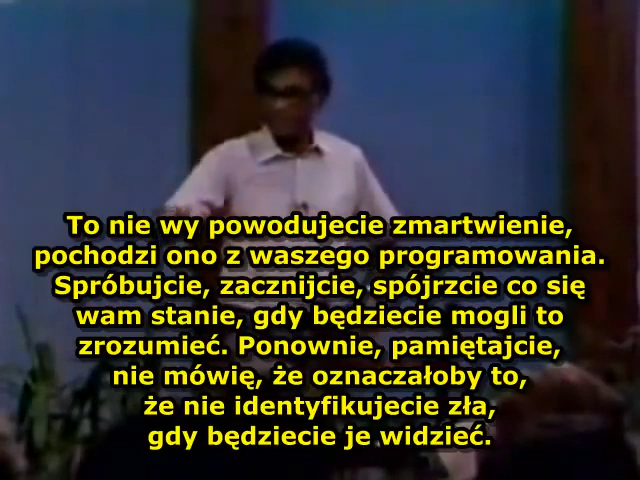 To nie wy powodujecie zmartwienie,
pochodzi ono z waszego programowania.
Spróbujcie, zacznijcie, spójrzcie co się
wam stanie, gdy będziecie mogli to
zrozumieć. Ponownie, pamiętajcie,
nie mówię, że oznaczałoby to,
że nie identyfikujecie zła,
gdy będziecie je widzieć.